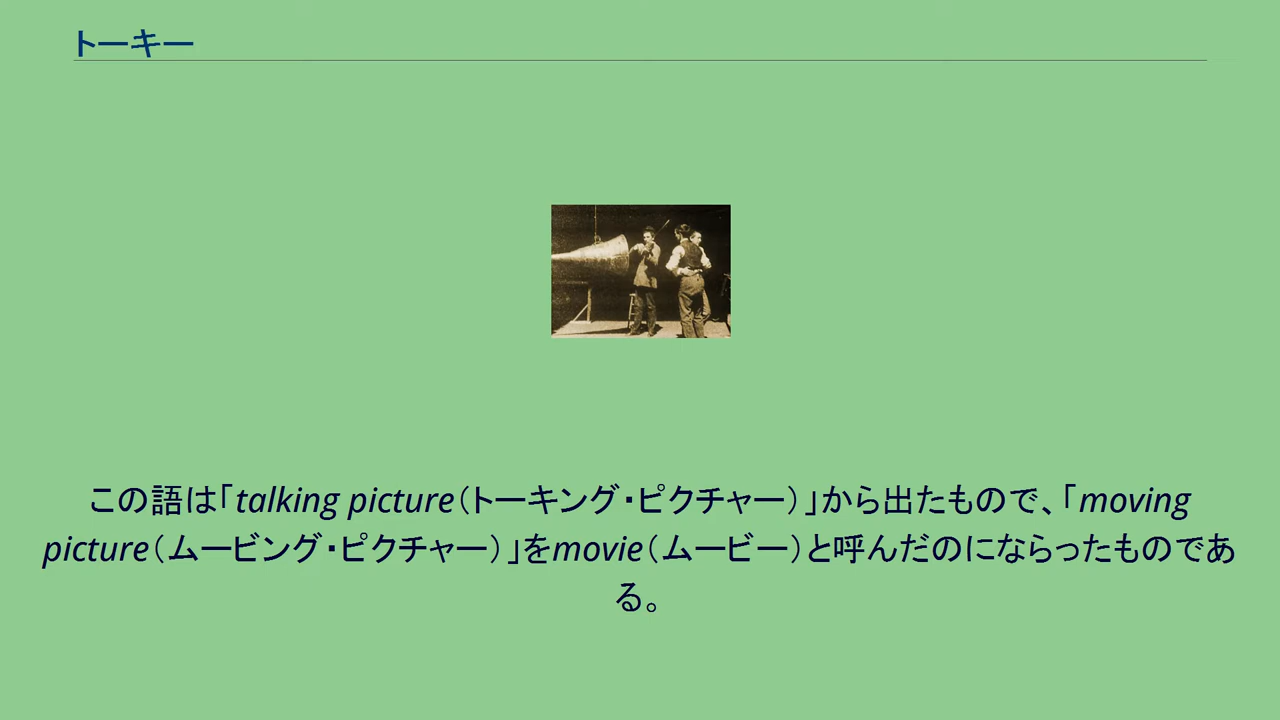 トーキー
この語は「talking picture（トーキング・ピクチャー）」から出たもので、「moving
picture（ムービング・ピクチャー）」をmovie（ムービー）と呼んだのにならったものであ
る。